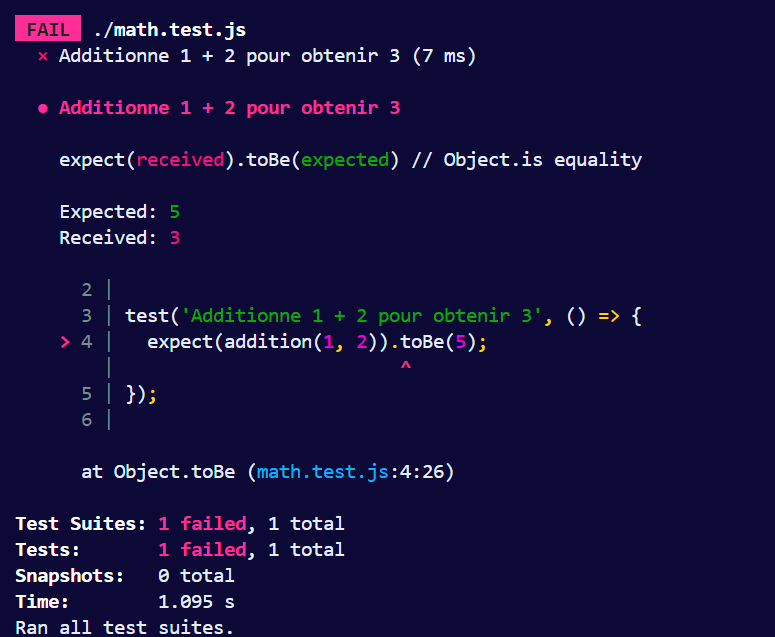 FAIL ./math.test.js
× Additionne 1 + 2 pour obtenir 3 (7 ms)
● Additionne 1 + 2 pour obtenir 3
expect(received).toBe(expected) // Object.is equality
Expected: 5
Received: 3
2 |
3 | test('Additionne 1 + 2 pour obtenir 3', () => {
> 4 | expect(addition(1, 2)).toBe(5);
| ^
5 | });
6 |
at Object.toBe (math.test.js:4:26)
Test Suites: 1 failed, 1 total
Tests: 1 failed, 1 total
Snapshots: 0 total
Time: 1.095 s
Ran all test suites.